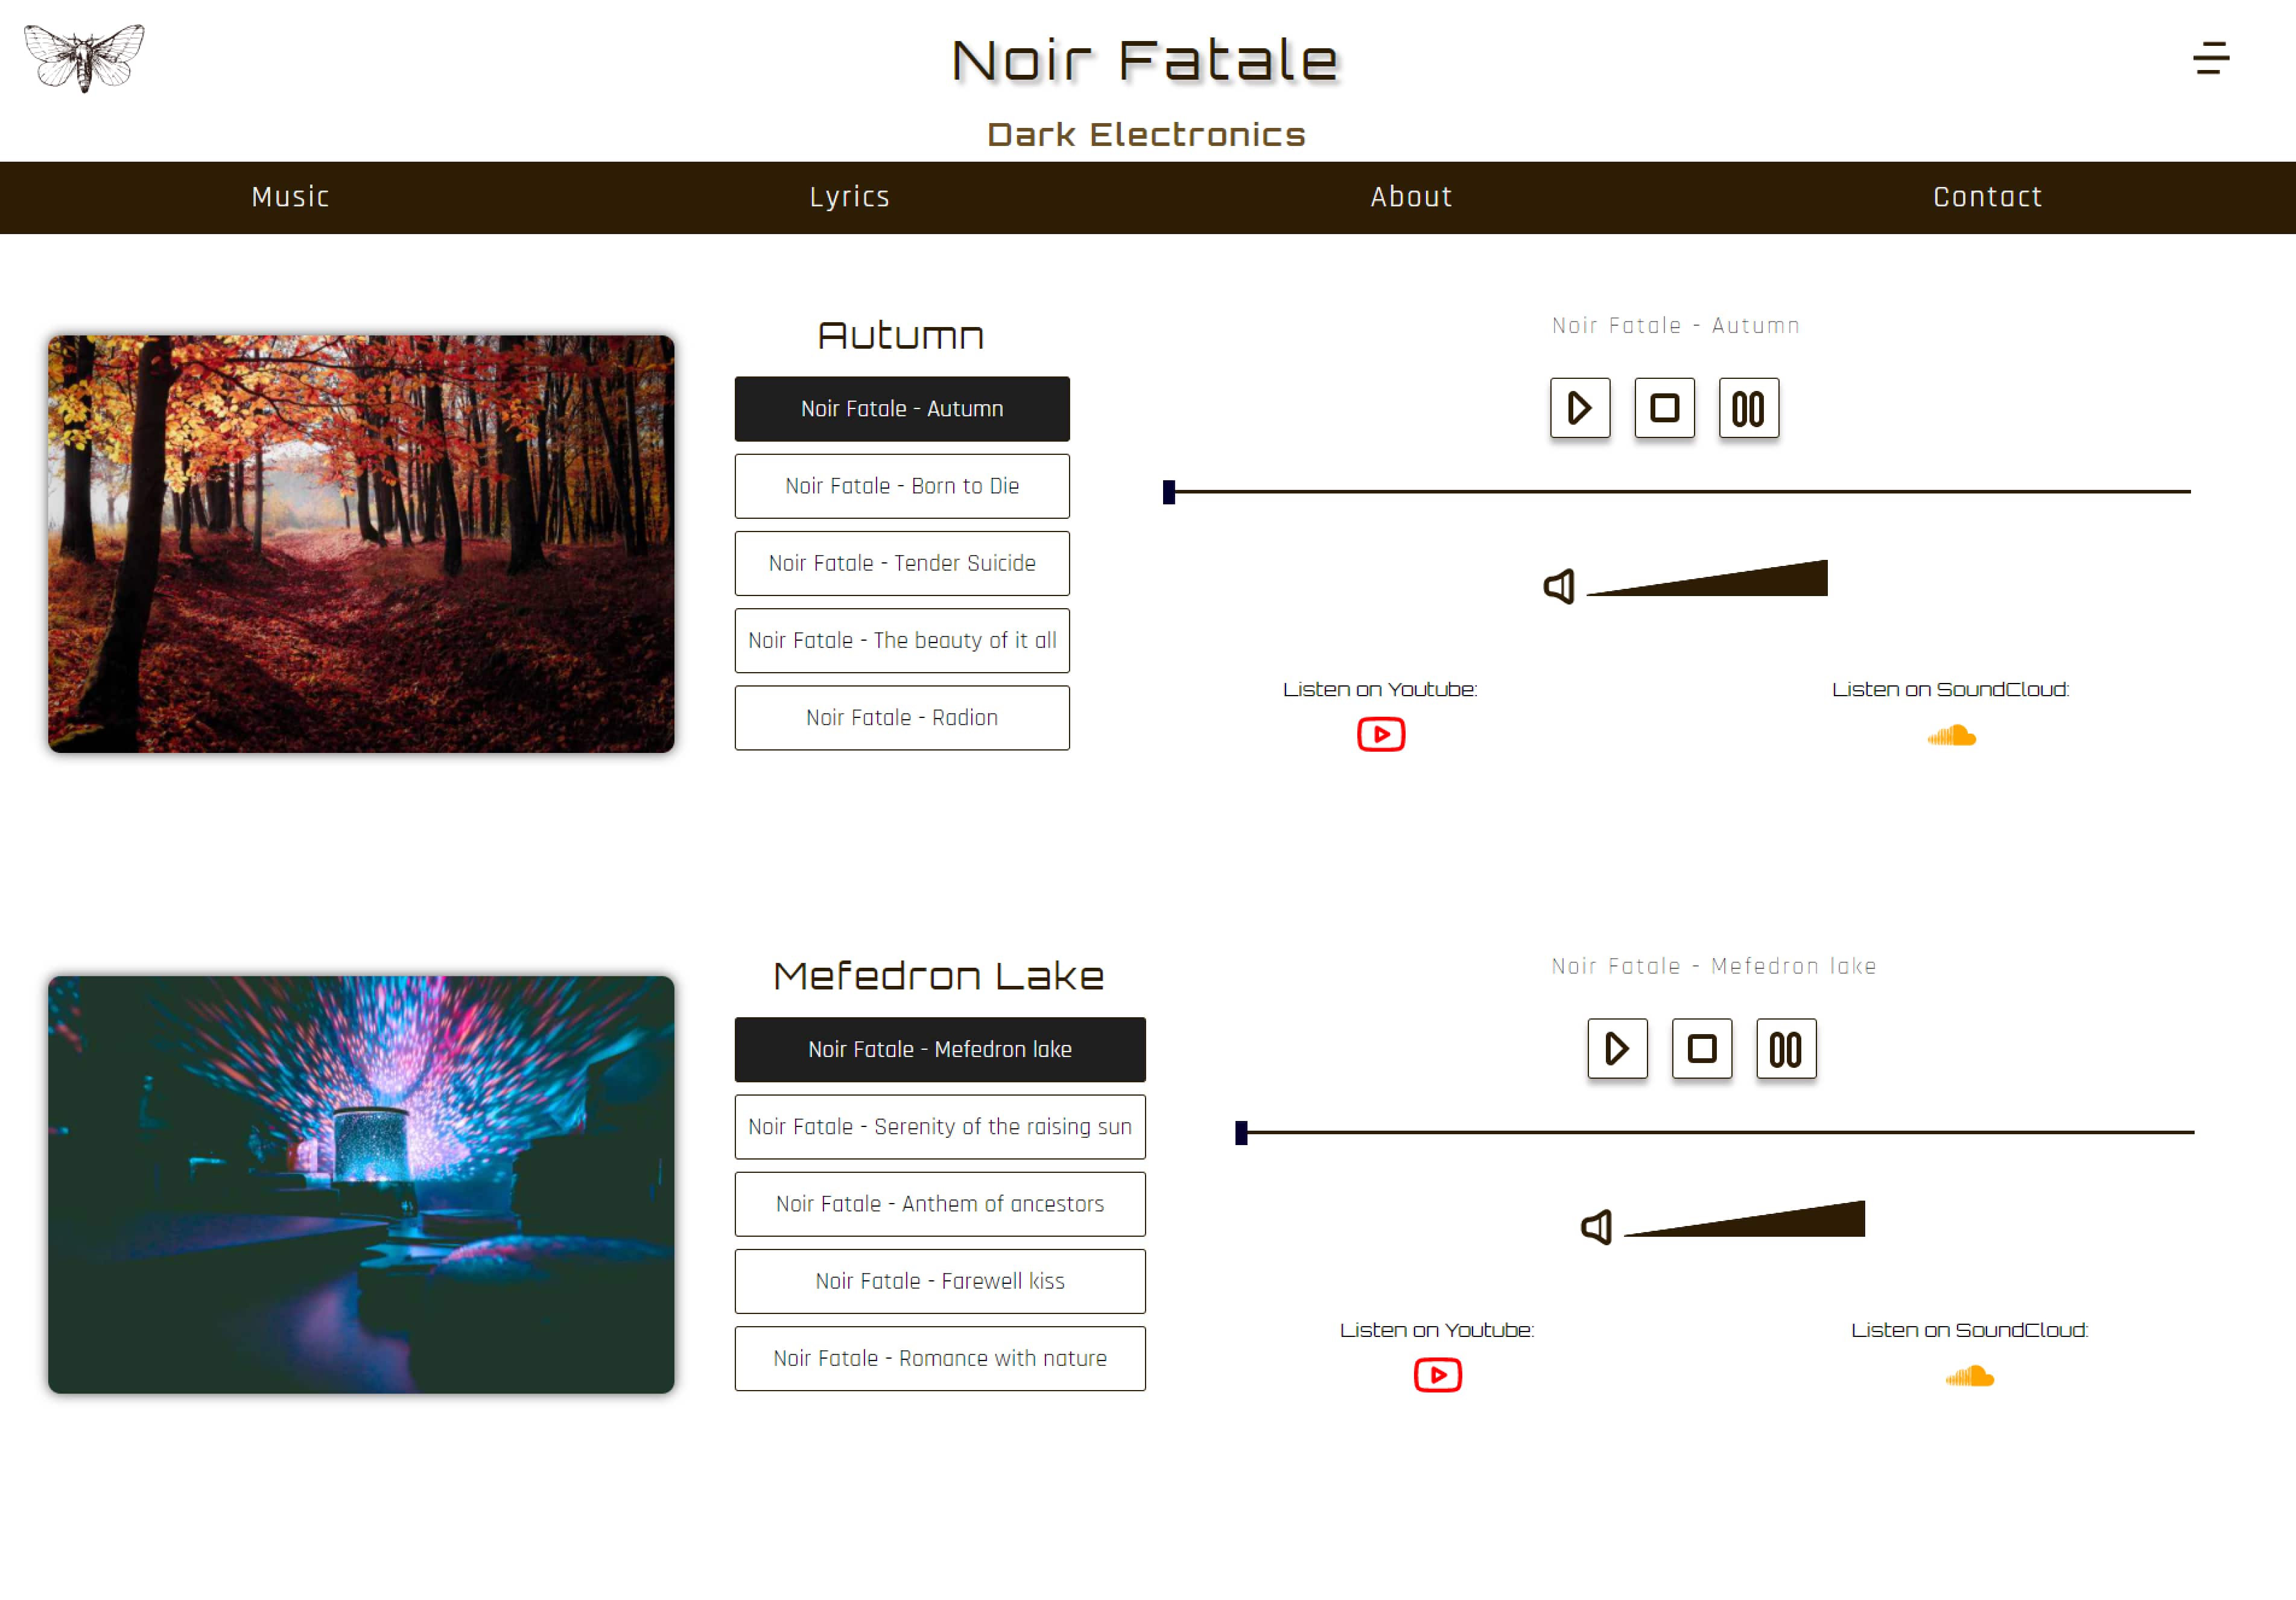 Noir Fatale
Dark Electronics
Music
Lyrics
About
Contact
Autumn
Noir Fatale - Autumn
Noir Fatale - Born to Die
Noir Fatale - Tender Suicide
Noir Fatale - The beauty of it all
Noir Fatale - Radion
Noir Fatale - Autumn
Listen on Youtube:
Listen on SoundCloud:
Mefedron Lake
Noir Fatale - Mefedron lake
Noir Fatale - Serenity of the raising sun
Noir Fatale - Anthem of ancestors
Noir Fatale - Farewell kiss
Noir Fatale - Romance with nature
Noir Fatale - Mefedron lake
Listen on Youtube:
Listen on SoundCloud: